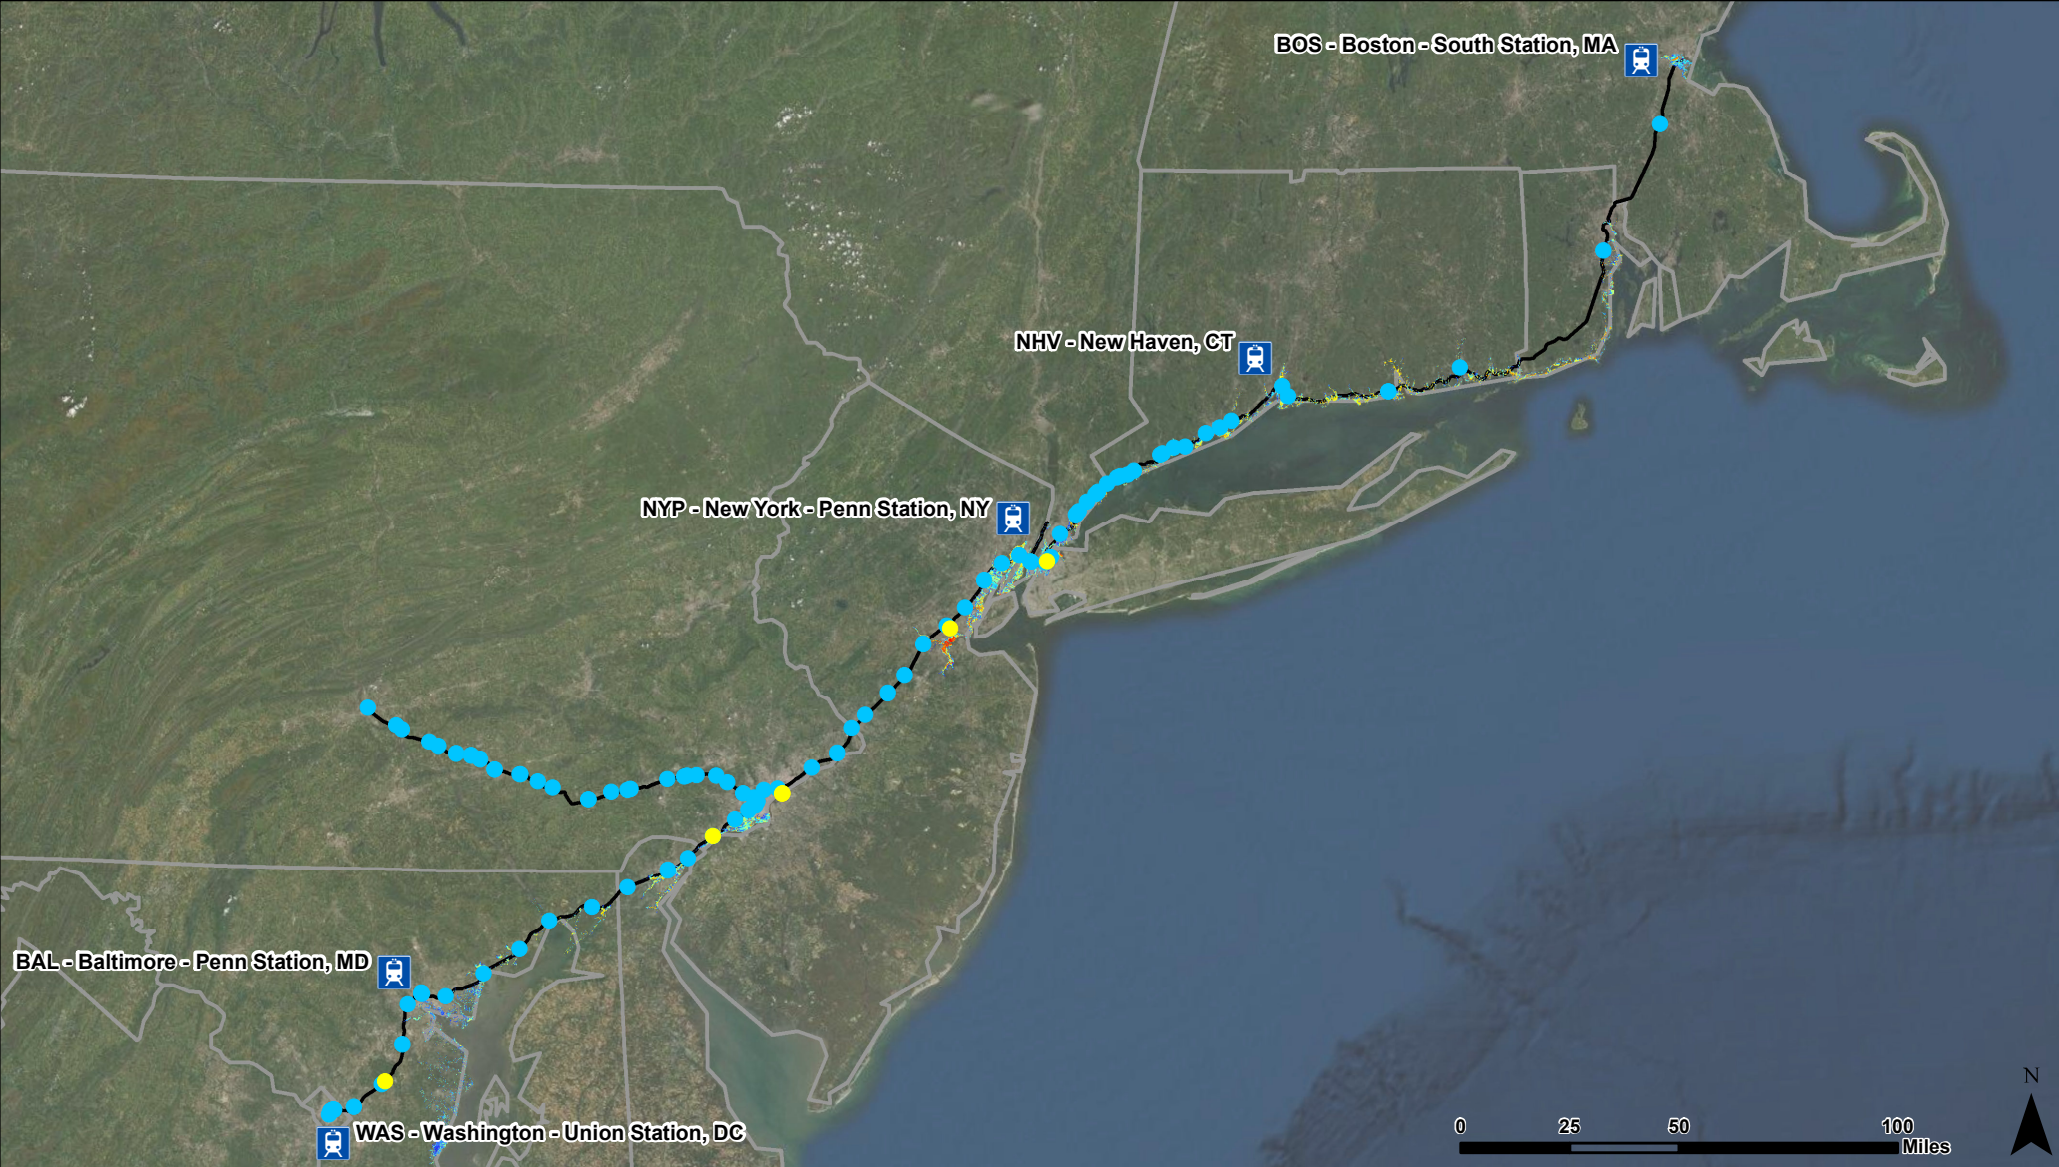 BOS - Boston - South Station, MA
NHV - New Haven, CT
NYP - New York - Penn Station, NY
BAL - Baltimore - Penn Station, MD
WAS - Washington - Union Station, DC
N
0 25 50 100
Miles